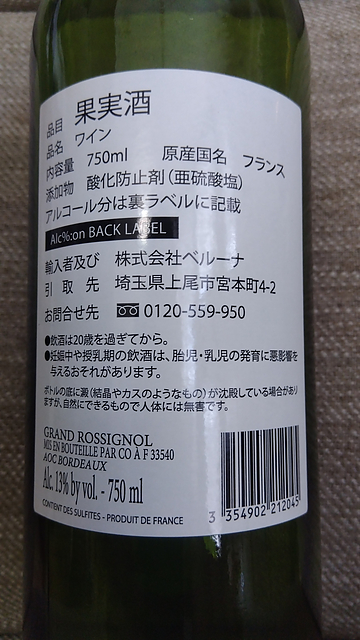 品目 果実酒
品名 ワイン
内容量 750ml 原産国名 フランス
添加物 酸化防止剤(亜硫酸塩)
アルコール分は裏ラベルに記載
Alc%:on BACK LABEL
輸入者及び 株式会社ベルーナ
引取先 埼玉県上尾市宮本町4-2
お問合せ先 0120-559-950
●飲酒は20歳を過ぎてから。
●妊娠中や授乳期の飲酒は、胎児・乳児の発育に悪影響を
与えるおそれがあります。
ボトルの底に澱(結晶やカスのようなもの)が沈殿している場合があり
ますが、自然にできるもので人体には無害です。
GRAND ROSSIGNOL
MIS EN BOUTEILLE PAR CO À F 33540
AOC BORDEAUX
Alc. 13% by vol. - 750 ml
CONTIENT DES SULFITES - PRODUIT DE FRANCE
3 354902 212045